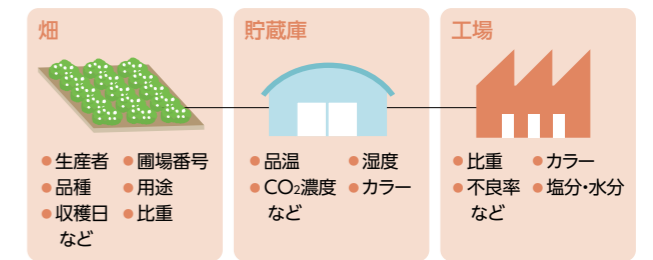 畑
●生産者 ●圃場番号
●品種 ●用途
●収穫日 ●比重
など
貯蔵庫
●品温 ●湿度
●CO₂濃度 ●カラー
など
工場
●比重 ●カラー
●不良率 ●塩分・水分
など